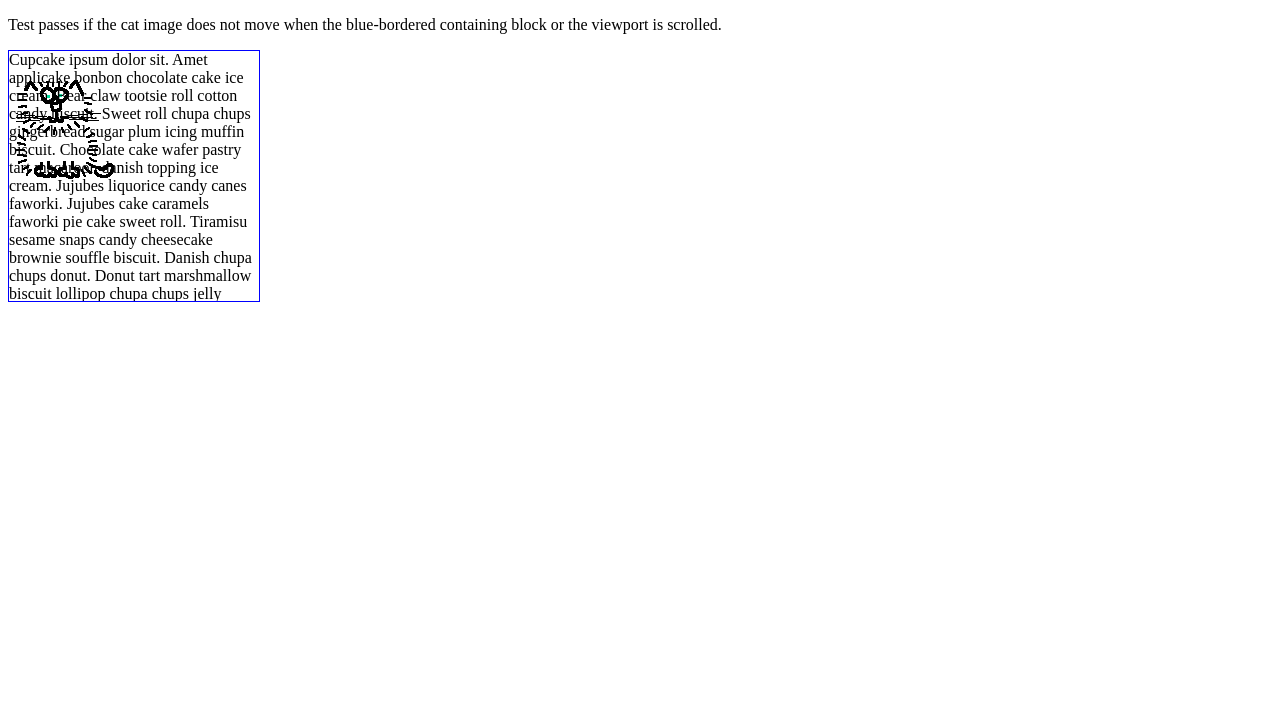 Test passes if the cat image does not move when the blue-bordered containing block or the viewport is scrolled.
Cupcake ipsum dolor sit. Amet
applicake bonbon chocolate cake ice
cream. Bear claw tootsie roll cotton
candy biscuit. Sweet roll chupa chups
gingerbread sugar plum icing muffin
biscuit. Chocolate cake wafer pastry
tart macaroon danish topping ice
cream. Jujubes liquorice candy canes
faworki. Jujubes cake caramels
faworki pie cake sweet roll. Tiramisu
sesame snaps candy cheesecake
brownie souffle biscuit. Danish chupa
chups donut. Donut tart marshmallow
biscuit lollipop chupa chups jelly